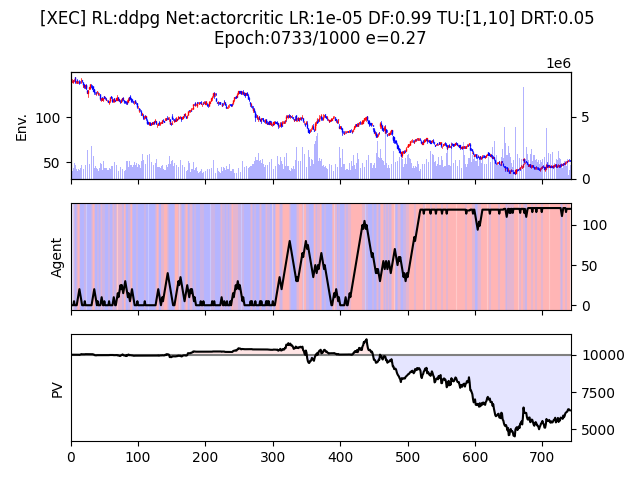 [XEC] RL:ddpg Net:actorcritic LR:1e-05 DF:0.99 TU:[1,10] DRT:0.05
Epoch:0733/1000 e=0.27
1e6
Env.
100
50
5
0
Agent
100
50
0
PV
10000
7500
5000
0 100 200 300 400 500 600 700